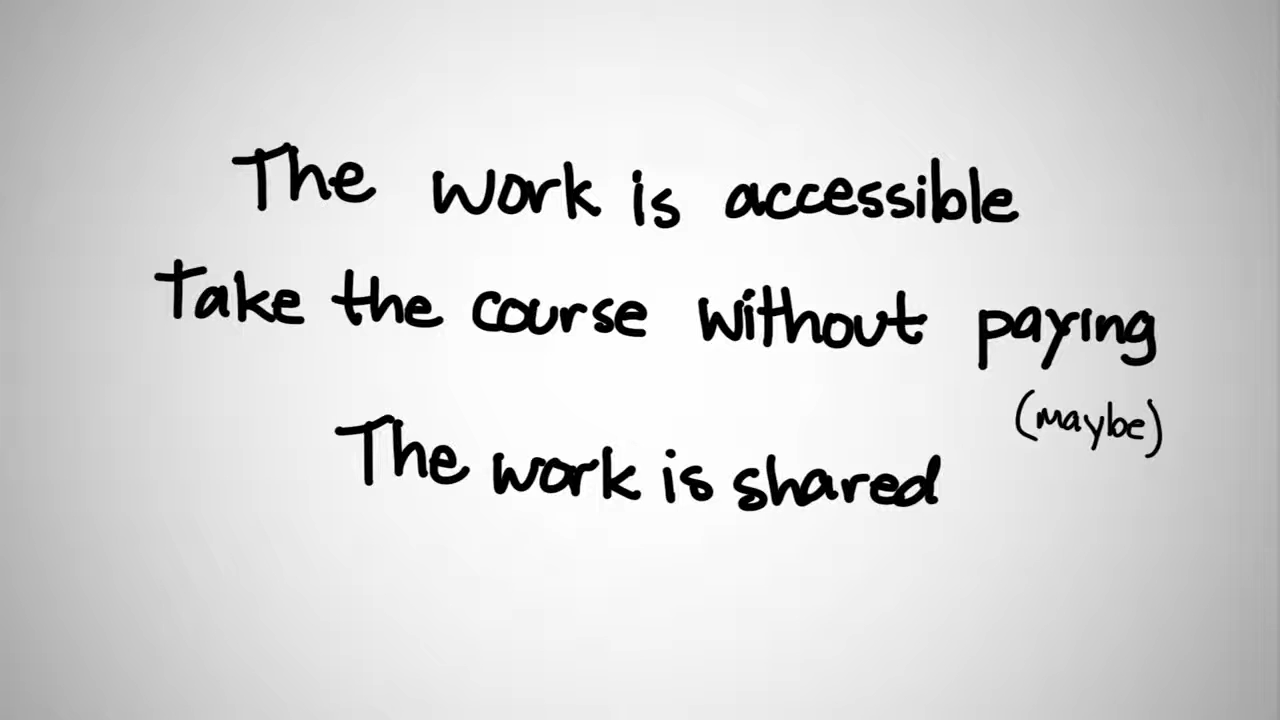 The work is accessible
Take the course without paying
(maybe)
The work is shared